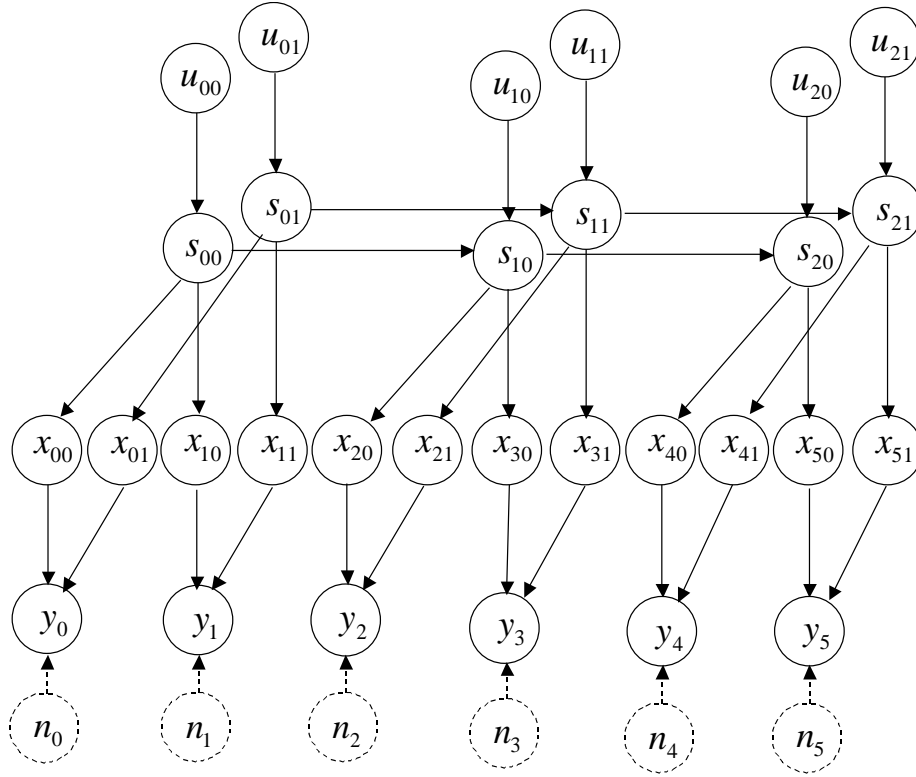 u₀₀ u₀₁ u₁₀ u₁₁ u₂₀ u₂₁
s₀₀ s₀₁ s₁₀ s₁₁ s₂₀ s₂₁
x₀₀ x₀₁ x₁₀ x₁₁ x₂₀ x₂₁ x₃₀ x₃₁ x₄₀ x₄₁ x₅₀ x₅₁
y₀ y₁ y₂ y₃ y₄ y₅
n₀ n₁ n₂ n₃ n₄ n₅